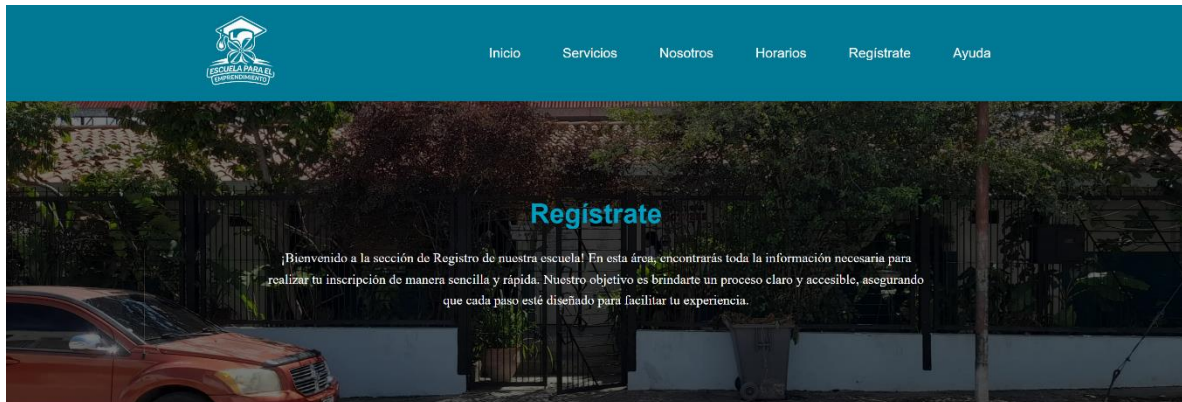 ESCUELA PARA EL
EMPRENDIMIENTO
Inicio Servicios Nosotros Horarios Regístrate Ayuda
Regístrate
¡Bienvenido a la sección de Registro de nuestra escuela! En esta área, encontrarás toda la información necesaria para
realizar tu inscripción de manera sencilla y rápida. Nuestro objetivo es brindarte un proceso claro y accesible, asegurando
que cada paso esté diseñado para facilitar tu experiencia.